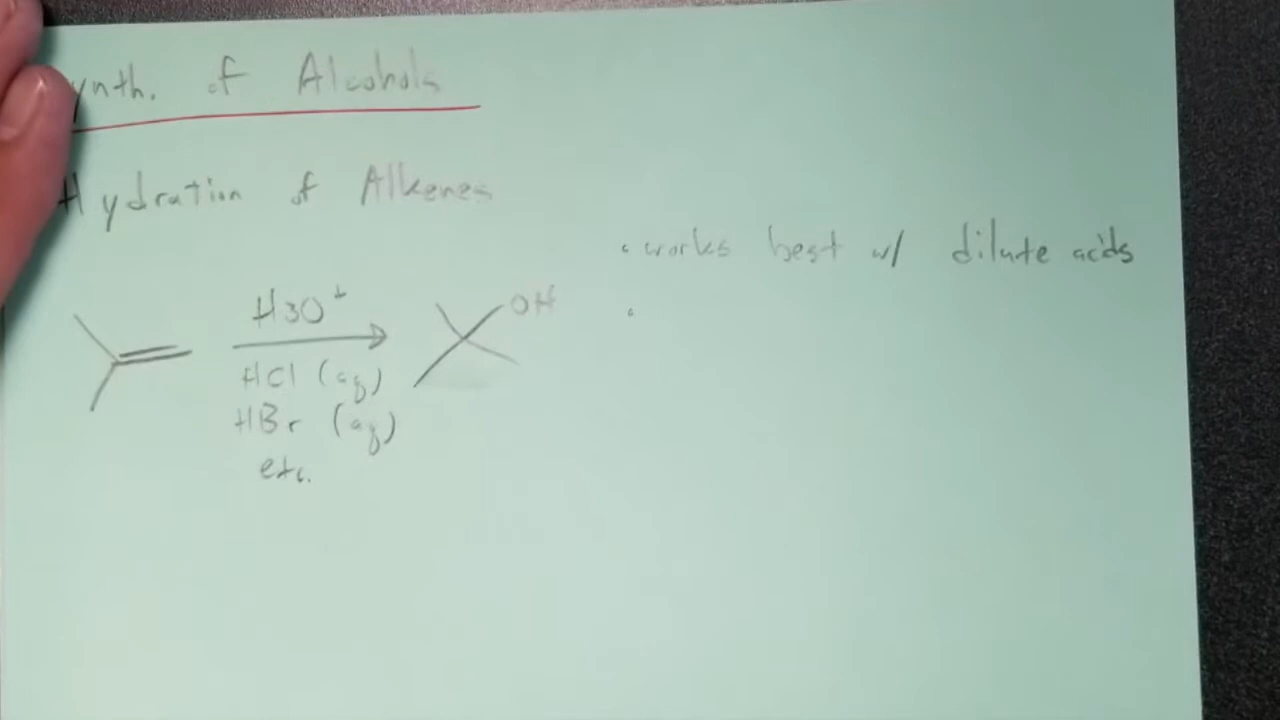 ynth. of Alcohols
Hydration of Alkenes
• works best w/ dilute acids
H3O+
OH
•
HCl (aq)
HBr (aq)
etc.